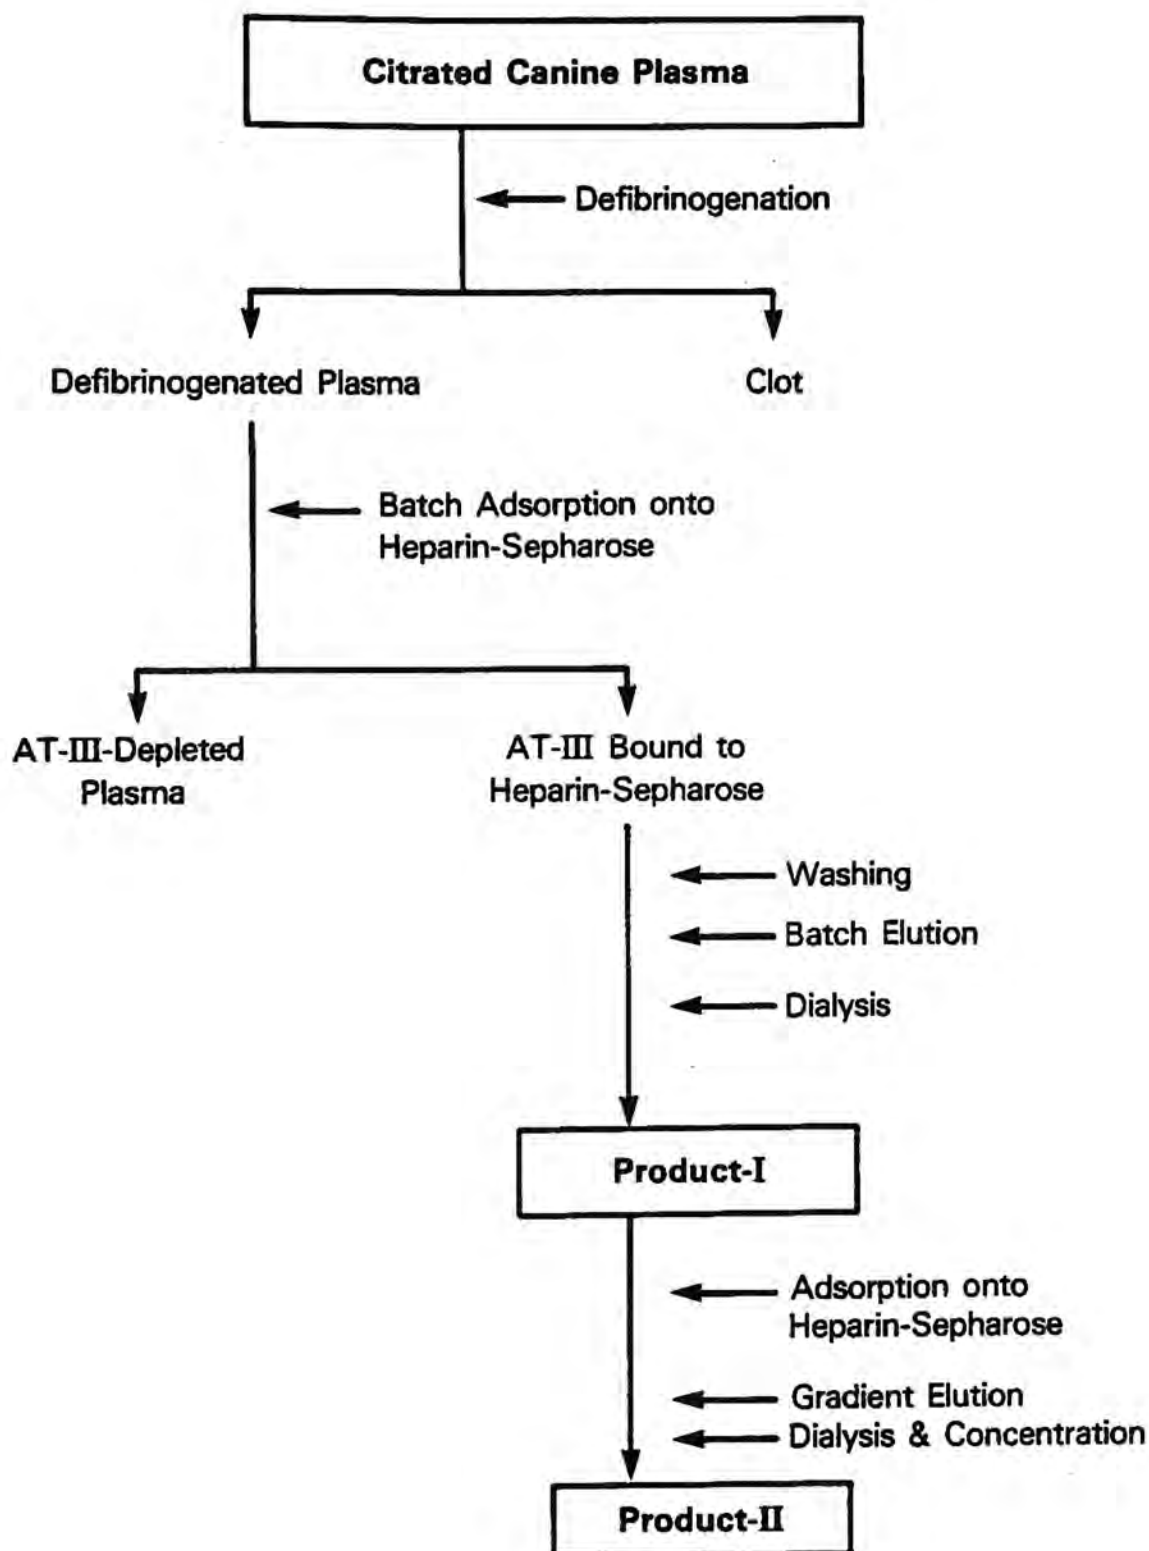 Citrated Canine Plasma
Defibrinogenation
Defibrinogenated Plasma
Clot
Batch Adsorption onto
Heparin-Sepharose
AT-III-Depleted
Plasma
AT-III Bound to
Heparin-Sepharose
Washing
Batch Elution
Dialysis
Product-I
Adsorption onto
Heparin-Sepharose
Gradient Elution
Dialysis & Concentration
Product-II